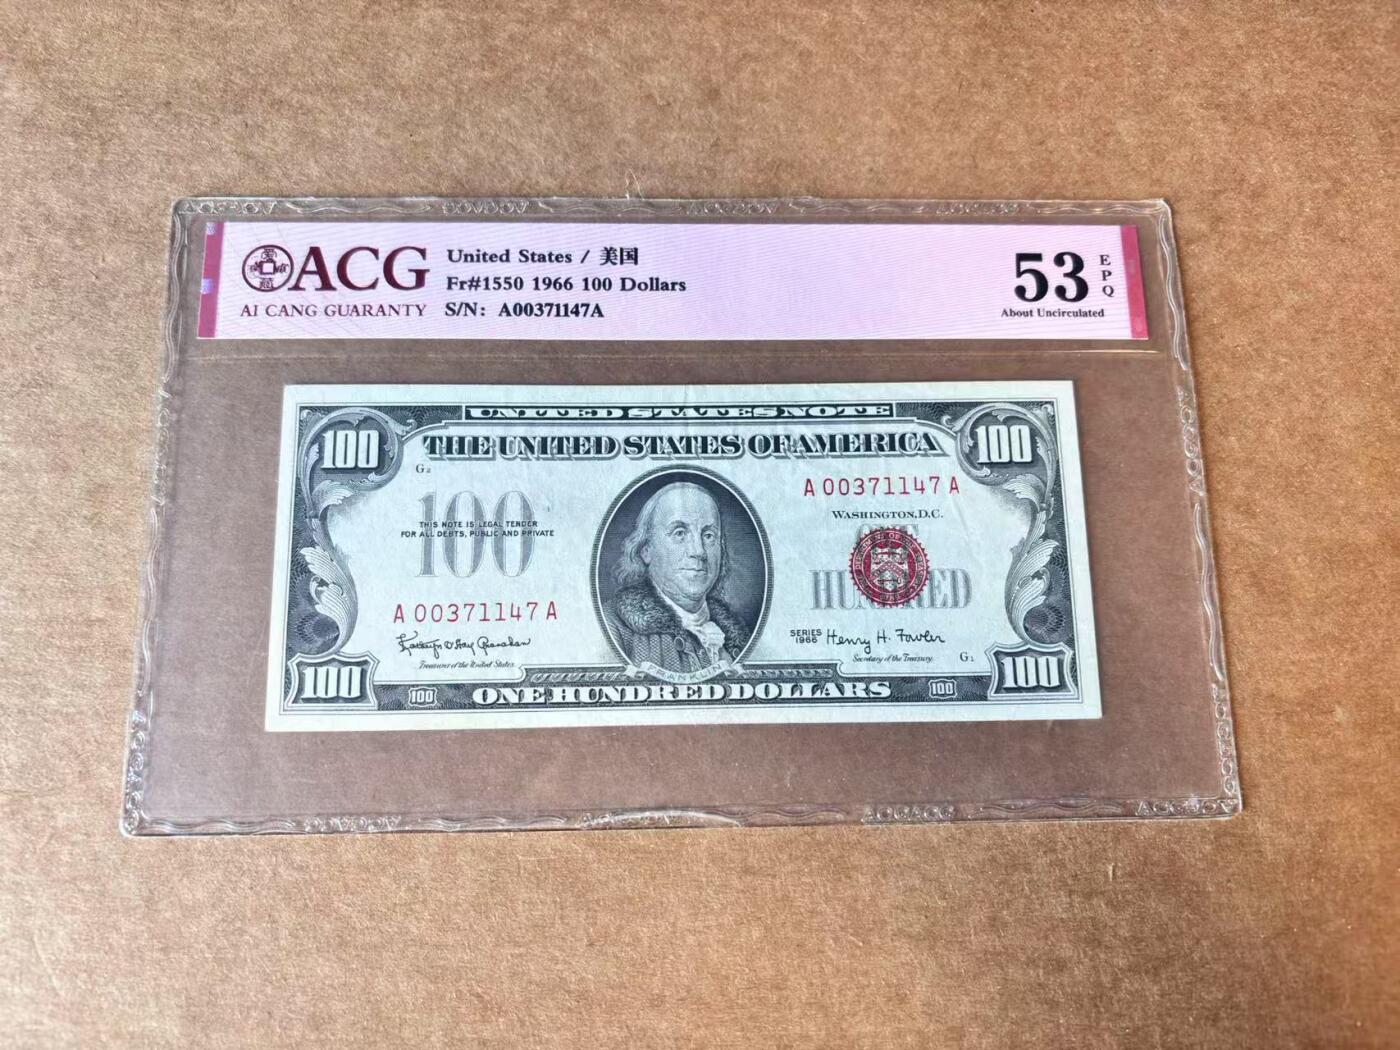 ACG
AI CANG GUARANTY
United States / 美国
Fr#1550 1966 100 Dollars
S/N: A00371147A
53
EPQ
About Uncirculated
UNITED STATES NOTE
THE UNITED STATES OF AMERICA
100
100
G2
A 00371147 A
WASHINGTON, D.C.
100
THIS NOTE IS LEGAL TENDER
FOR ALL DEBTS, PUBLIC AND PRIVATE
ONE
HUNDRED
A 00371147 A
SERIES
1966
Henry H. Fowler
Treasurer of the United States
Secretary of the Treasury
G1
FRANKLIN
100
100
100
ONE HUNDRED DOLLARS
100